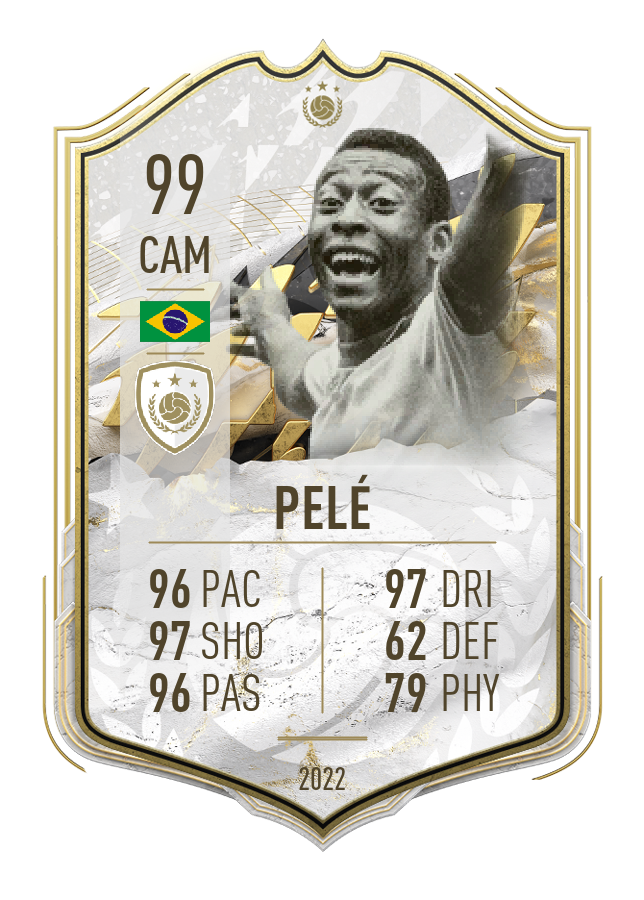 99
CAM
PELÉ
96 PAC
97 SHO
96 PAS
97 DRI
62 DEF
79 PHY
2022